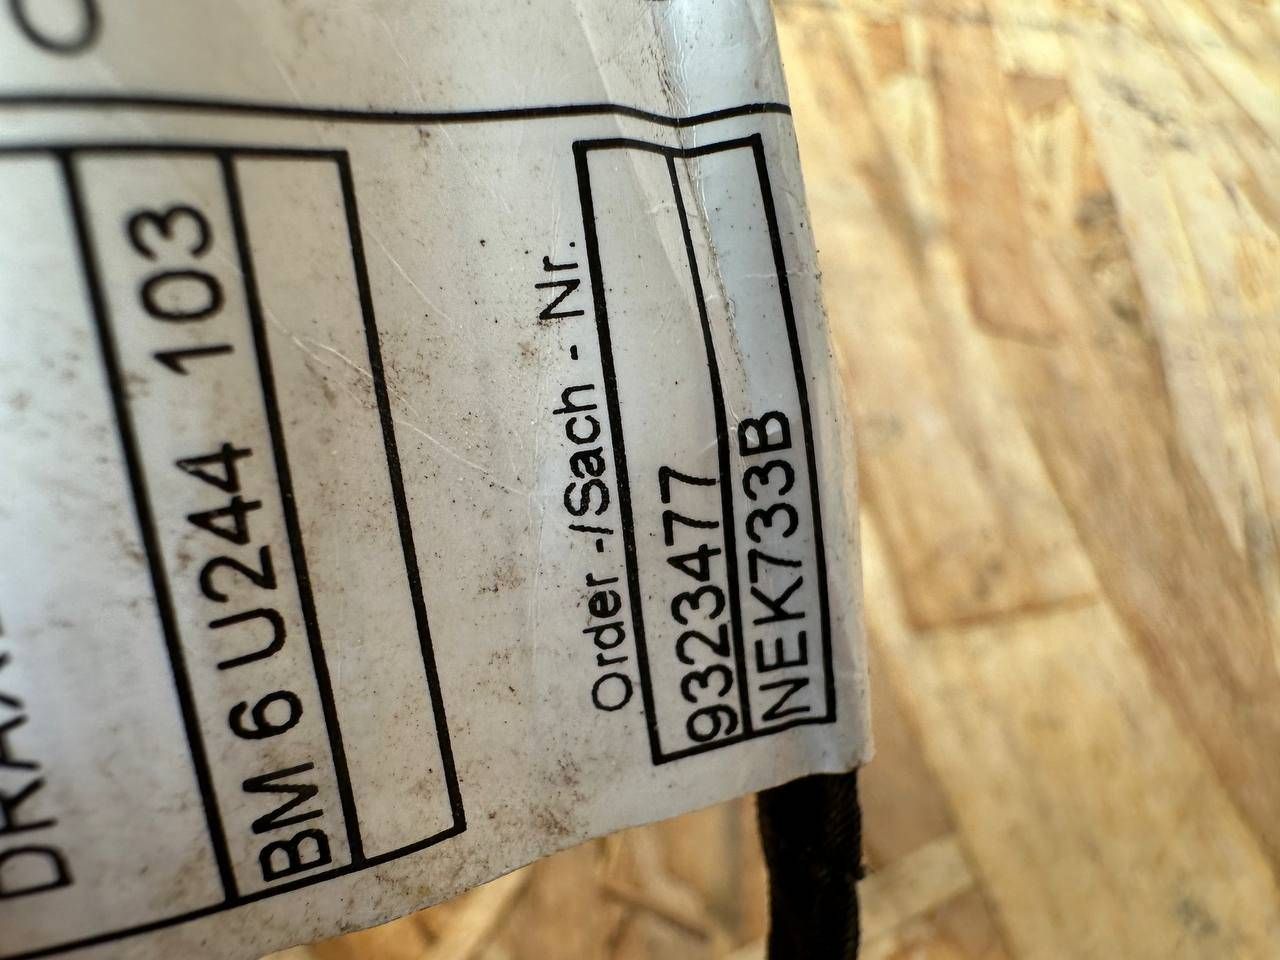 BM 6 U244 103
Order -/Sach - Nr.
9323477
NEK733B